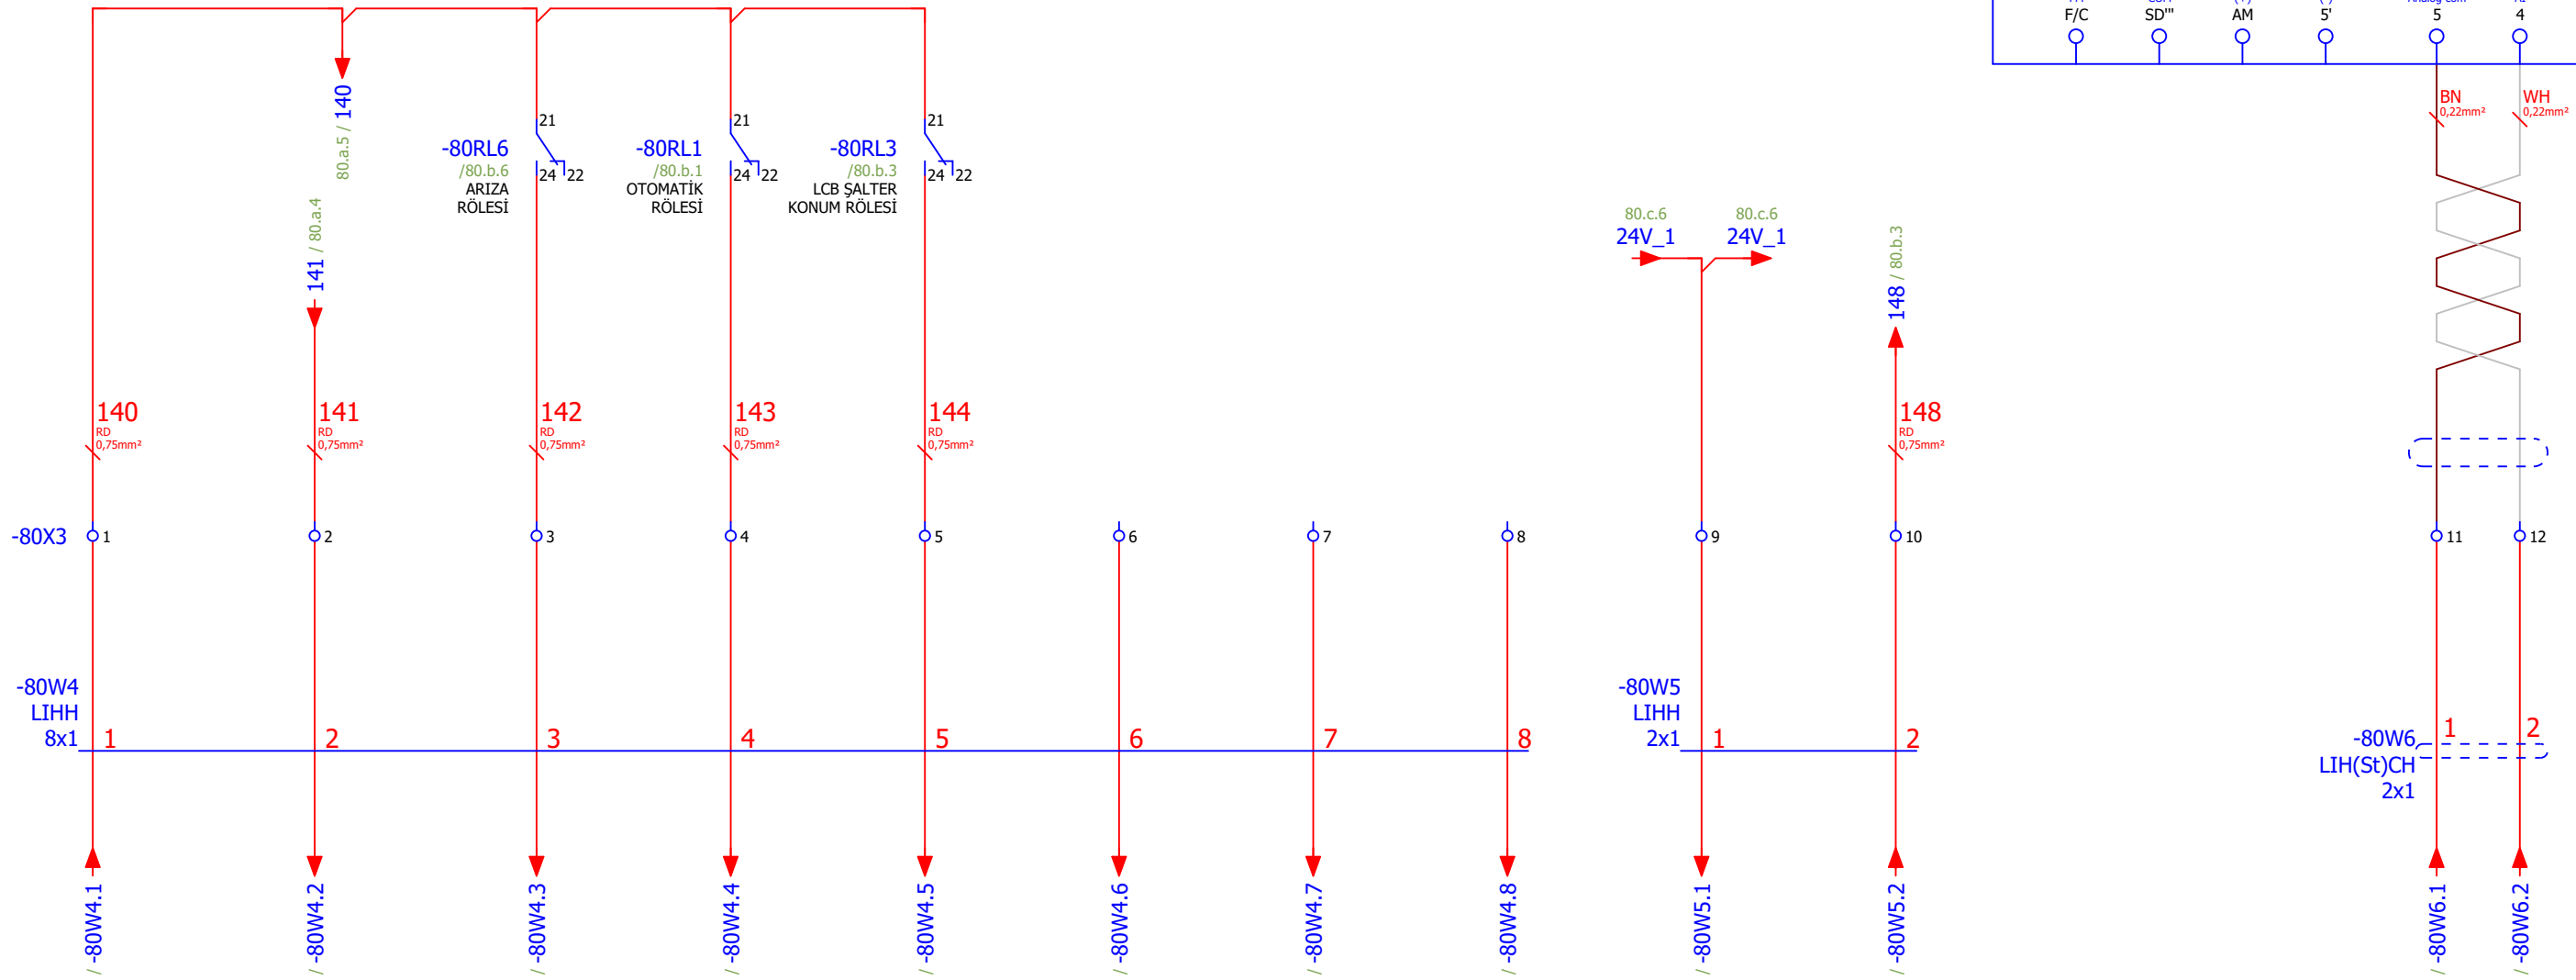 F/C
SD'''
AM
5'
5
4
BN
0,22mm²
WH
0,22mm²
80.a.5 / 140
141 / 80.a.4
21
-80RL6
/80.b.6
24
22
ARIZA
RÖLESİ
21
-80RL1
/80.b.1
24
22
OTOMATİK
RÖLESİ
21
-80RL3
/80.b.3
24
22
LCB ŞALTER
KONUM RÖLESİ
80.c.6
24V_1
80.c.6
24V_1
148 / 80.b.3
140
RD
0,75mm²
141
RD
0,75mm²
142
RD
0,75mm²
143
RD
0,75mm²
144
RD
0,75mm²
148
RD
0,75mm²
-80X3
1
2
3
4
5
6
7
8
9
10
11
12
-80W4
LIHH
8x1
1
2
3
4
5
6
7
8
-80W5
LIHH
2x1
1
2
-80W6
LIH(St)CH
2x1
1
2
/ -80W4.1
/ -80W4.2
/ -80W4.3
/ -80W4.4
/ -80W4.5
/ -80W4.6
/ -80W4.7
/ -80W4.8
/ -80W5.1
/ -80W5.2
/ -80W6.1
/ -80W6.2